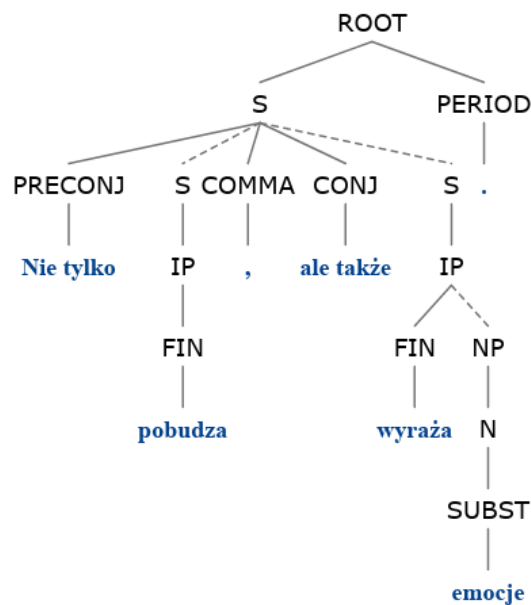 ROOT
S PERIOD
PRECONJ S COMMA CONJ S .
Nie tylko IP , ale także IP
FIN FIN NP
pobudza wyraża N
SUBST
emocje